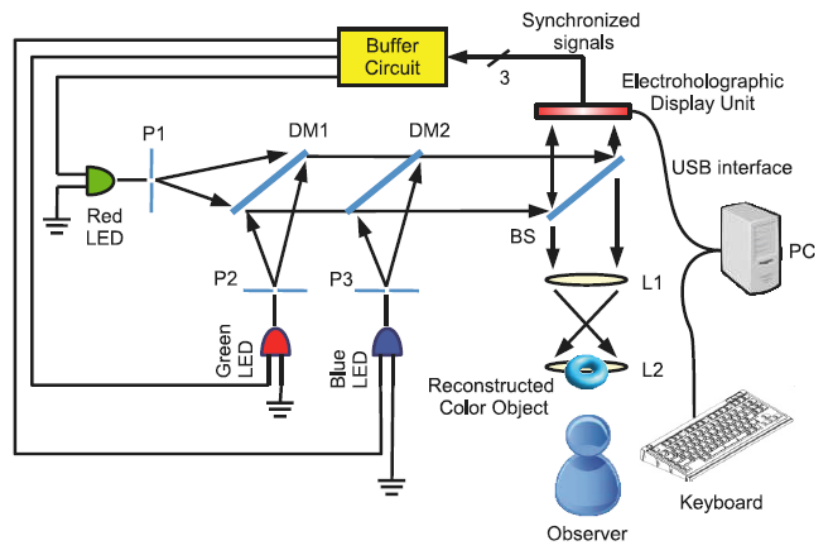 Synchronized
signals
Buffer
Circuit
3
Electroholographic
Display Unit
P1
DM1
DM2
USB interface
Red
LED
BS
PC
P2
P3
L1
Green
LED
Blue
LED
L2
Reconstructed
Color Object
Keyboard
Observer